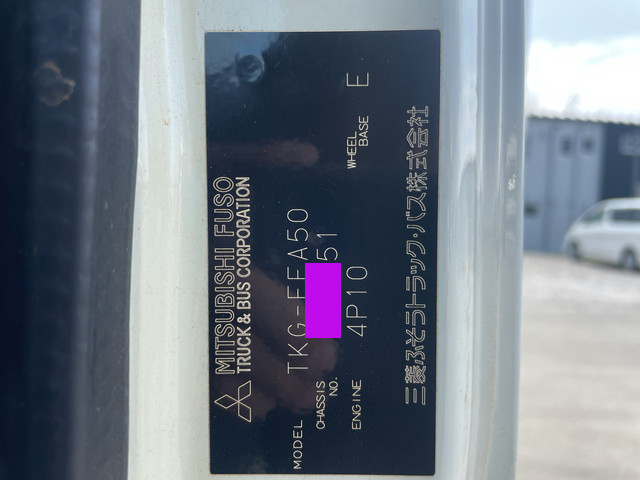 MITSUBISHI FUSO
TRUCK & BUS CORPORATION
MODEL TKG-FEA50
CHASSIS NO. 51
ENGINE 4P10 WHEEL BASE E
三菱ふそうトラック・バス株式会社